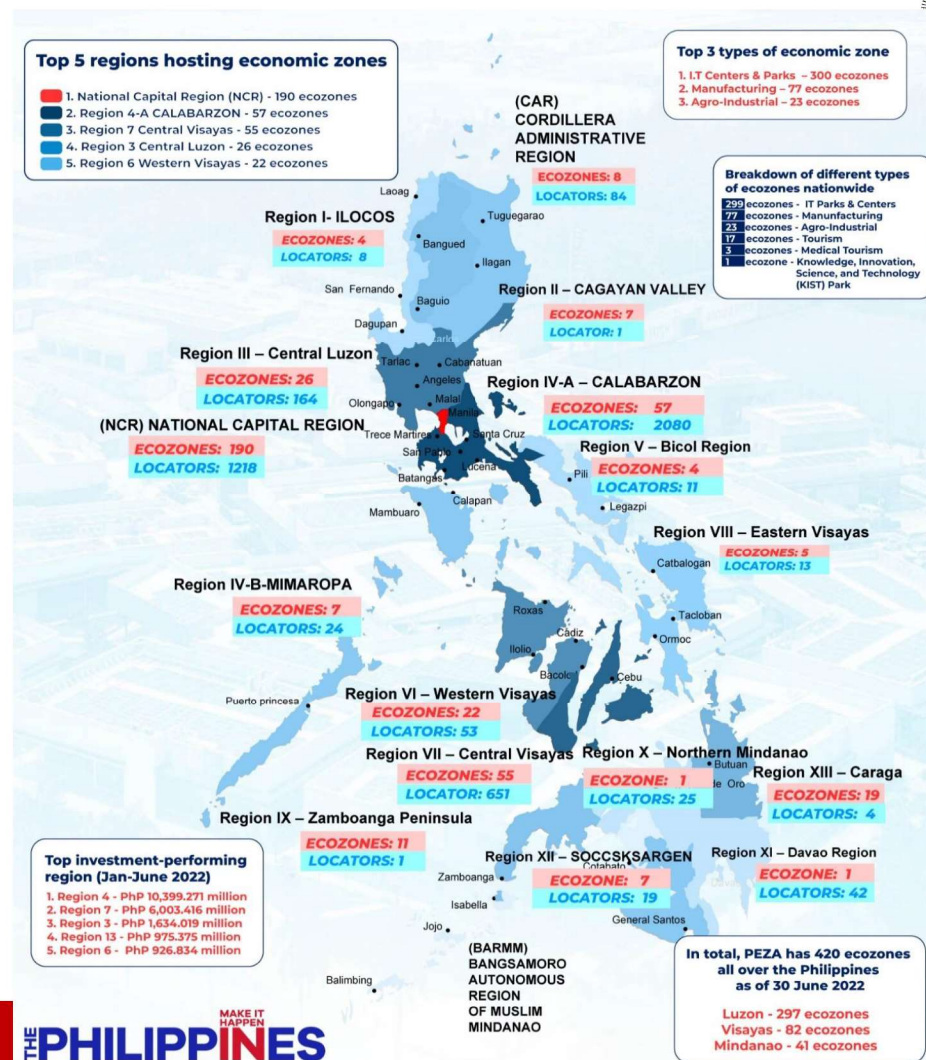 Top 5 regions hosting economic zones
1. National Capital Region (NCR) - 190 ecozones
2. Region 4-A CALABARZON - 57 ecozones
3. Region 7 Central Visayas - 55 ecozones
4. Region 3 Central Luzon - 26 ecozones
5. Region 6 Western Visayas - 22 ecozones
Top 3 types of economic zone
1. I.T Centers & Parks – 300 ecozones
2. Manufacturing – 77 ecozones
3. Agro-Industrial – 23 ecozones
(CAR)
CORDILLERA
ADMINISTRATIVE
REGION
ECOZONES: 8
LOCATORS: 84
Breakdown of different types
of ecozones nationwide
299 ecozones - IT Parks & Centers
77 ecozones - Manunfacturing
23 ecozones - Agro-Industrial
17 ecozones - Tourism
3 ecozones - Medical Tourism
1 ecozone - Knowledge, Innovation,
Science, and Technology
(KIST) Park
Laoag
Tuguegarao
Region I- ILOCOS
ECOZONES: 4
LOCATORS: 8
Bangued
Ilagan
San Fernando
Baguio
Dagupan
Region II – CAGAYAN VALLEY
ECOZONES: 7
LOCATOR: 1
Region III – Central Luzon
ECOZONES: 26
LOCATORS: 164
Tarlac
Cabanatuan
Angeles
Olongapo
Malal
Manila
Region IV-A – CALABARZON
ECOZONES: 57
LOCATORS: 2080
(NCR) NATIONAL CAPITAL REGION
ECOZONES: 190
LOCATORS: 1218
Trece Martires
Santa Cruz
San Pablo
Lucena
Batangas
Calapan
Mambuaro
Region V – Bicol Region
ECOZONES: 4
LOCATORS: 11
Pili
Legazpi
Region VIII – Eastern Visayas
ECOZONES: 5
LOCATORS: 13
Catbalogan
Tacloban
Ormoc
Region IV-B-MIMAROPA
ECOZONES: 7
LOCATORS: 24
Roxas
Cadiz
Ilolio
Bacolod
Cebu
Puerto princesa
Region VI – Western Visayas
ECOZONES: 22
LOCATORS: 53
Region VII – Central Visayas
ECOZONES: 55
LOCATOR: 651
Region X – Northern Mindanao
ECOZONE: 1
LOCATORS: 25
Butuan
de Oro
Region XIII – Caraga
ECOZONES: 19
LOCATORS: 4
Region IX – Zamboanga Peninsula
ECOZONES: 11
LOCATORS: 1
Region XII – SOCCSKSARGEN
Cotabato
ECOZONE: 7
LOCATORS: 19
Region XI – Davao Region
ECOZONE: 1
LOCATORS: 42
Zamboanga
Isabella
General Santos
Jojo
Balimbing
(BARMM)
BANGSAMORO
AUTONOMOUS
REGION
OF MUSLIM
MINDANAO
Top investment-performing
region (Jan-June 2022)
1. Region 4 - PhP 10,399.271 million
2. Region 7 - PhP 6,003.416 million
3. Region 3 - PhP 1,634.019 million
4. Region 13 - PhP 975.375 million
5. Region 6 - PhP 926.834 million
In total, PEZA has 420 ecozones
all over the Philippines
as of 30 June 2022
Luzon - 297 ecozones
Visayas - 82 ecozones
Mindanao - 41 ecozones
MAKE IT
HAPPEN
THE PHILIPPINES